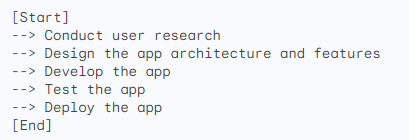 [Start]
--> Conduct user research
--> Design the app architecture and features
--> Develop the app
--> Test the app
--> Deploy the app
[End]